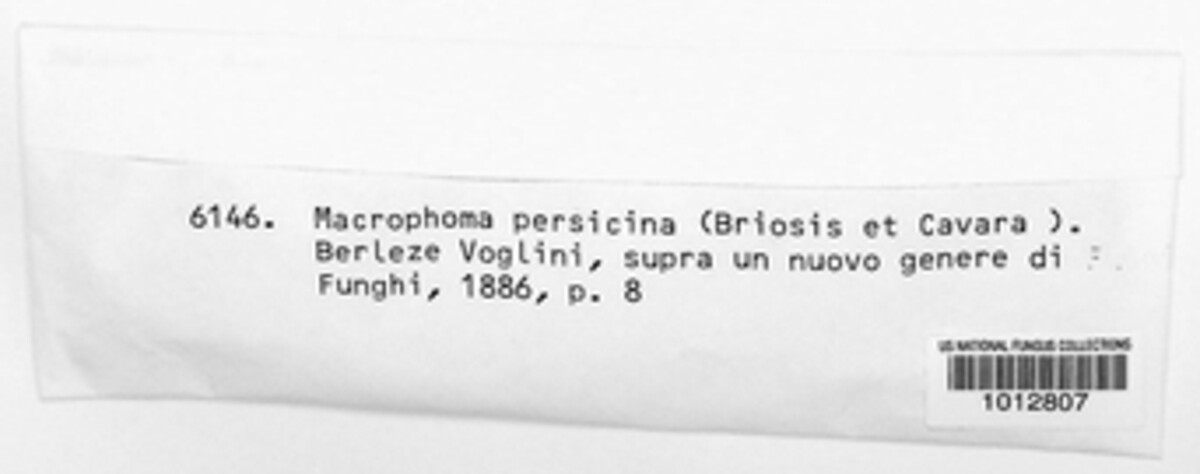 6146. Macrophoma persicina (Briosis et Cavara ).
Berleze Voglini, supra un nuovo genere di
Funghi, 1886, p. 8
US NATIONAL FUNGUS COLLECTIONS
1012807